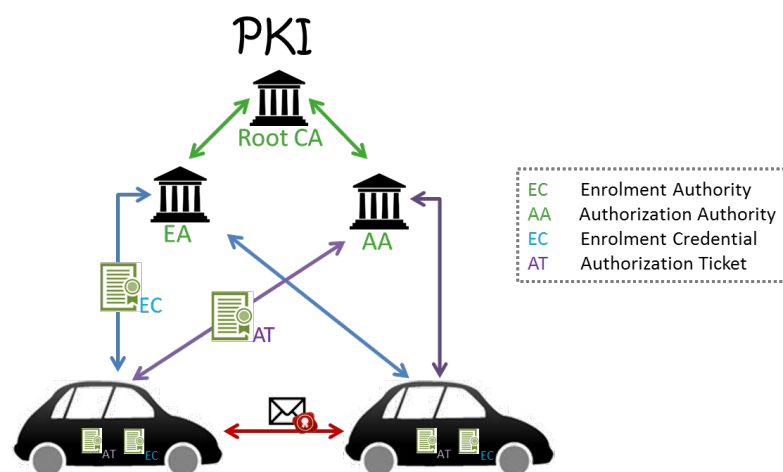 PKI
Root CA
EA
AA
EC Enrolment Authority
AA Authorization Authority
EC Enrolment Credential
AT Authorization Ticket
EC
AT
AT EC
AT EC